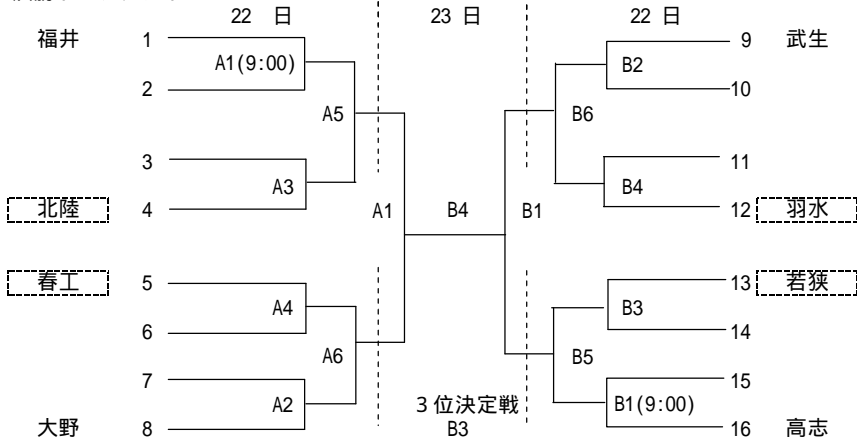 22 日 23 日 22 日
福井 1 9 武生
A1(9:00) B2
2 10
A5 B6
3 11
A3 B4
北陸 4 A1 B4 B1 12 羽水
春工 5 13 若狭
A4 B3
6 14
A6 B5
7 15
A2 3位決定戦 B1(9:00)
大野 8 B3 16 高志